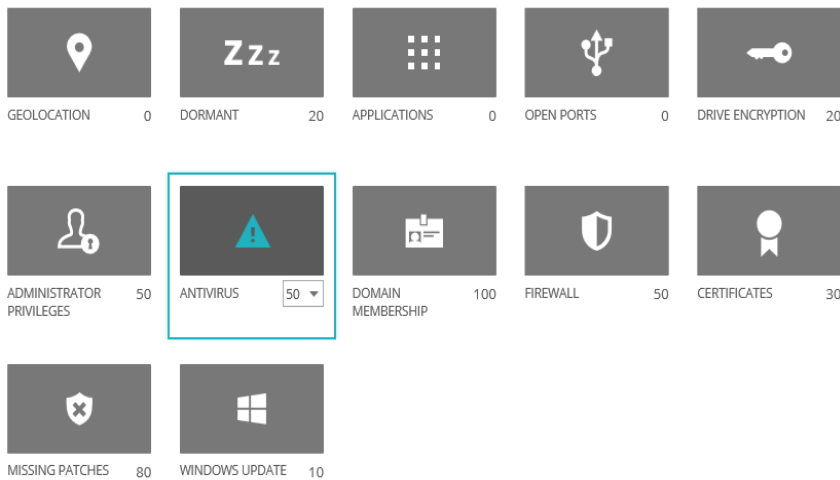 Zzz
GEOLOCATION 0
DORMANT 20
APPLICATIONS 0
OPEN PORTS 0
DRIVE ENCRYPTION 20
ADMINISTRATOR 50
PRIVILEGES
ANTIVIRUS 50
DOMAIN 100
MEMBERSHIP
FIREWALL 50
CERTIFICATES 30
MISSING PATCHES 80
WINDOWS UPDATE 10